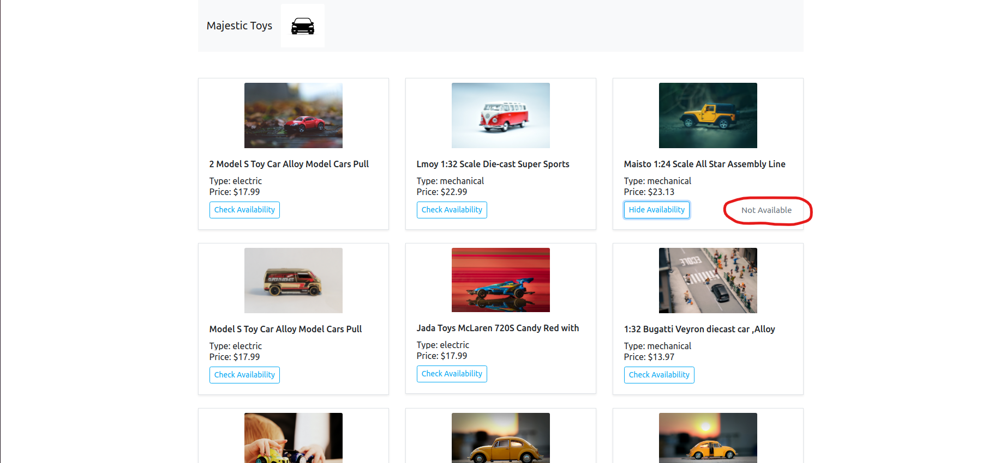 Majestic Toys
2 Model S Toy Car Alloy Model Cars Pull
Type: electric
Price: $17.99
Check Availability
Lmoy 1:32 Scale Die-cast Super Sports
Type: mechanical
Price: $22.99
Check Availability
Maisto 1:24 Scale All Star Assembly Line
Type: mechanical
Price: $23.13
Hide Availability
Not Available
Model S Toy Car Alloy Model Cars Pull
Type: electric
Price: $17.99
Check Availability
Jada Toys McLaren 720S Candy Red with
Type: electric
Price: $17.99
Check Availability
ECOLE
1:32 Bugatti Veyron diecast car ,Alloy
Type: mechanical
Price: $13.97
Check Availability